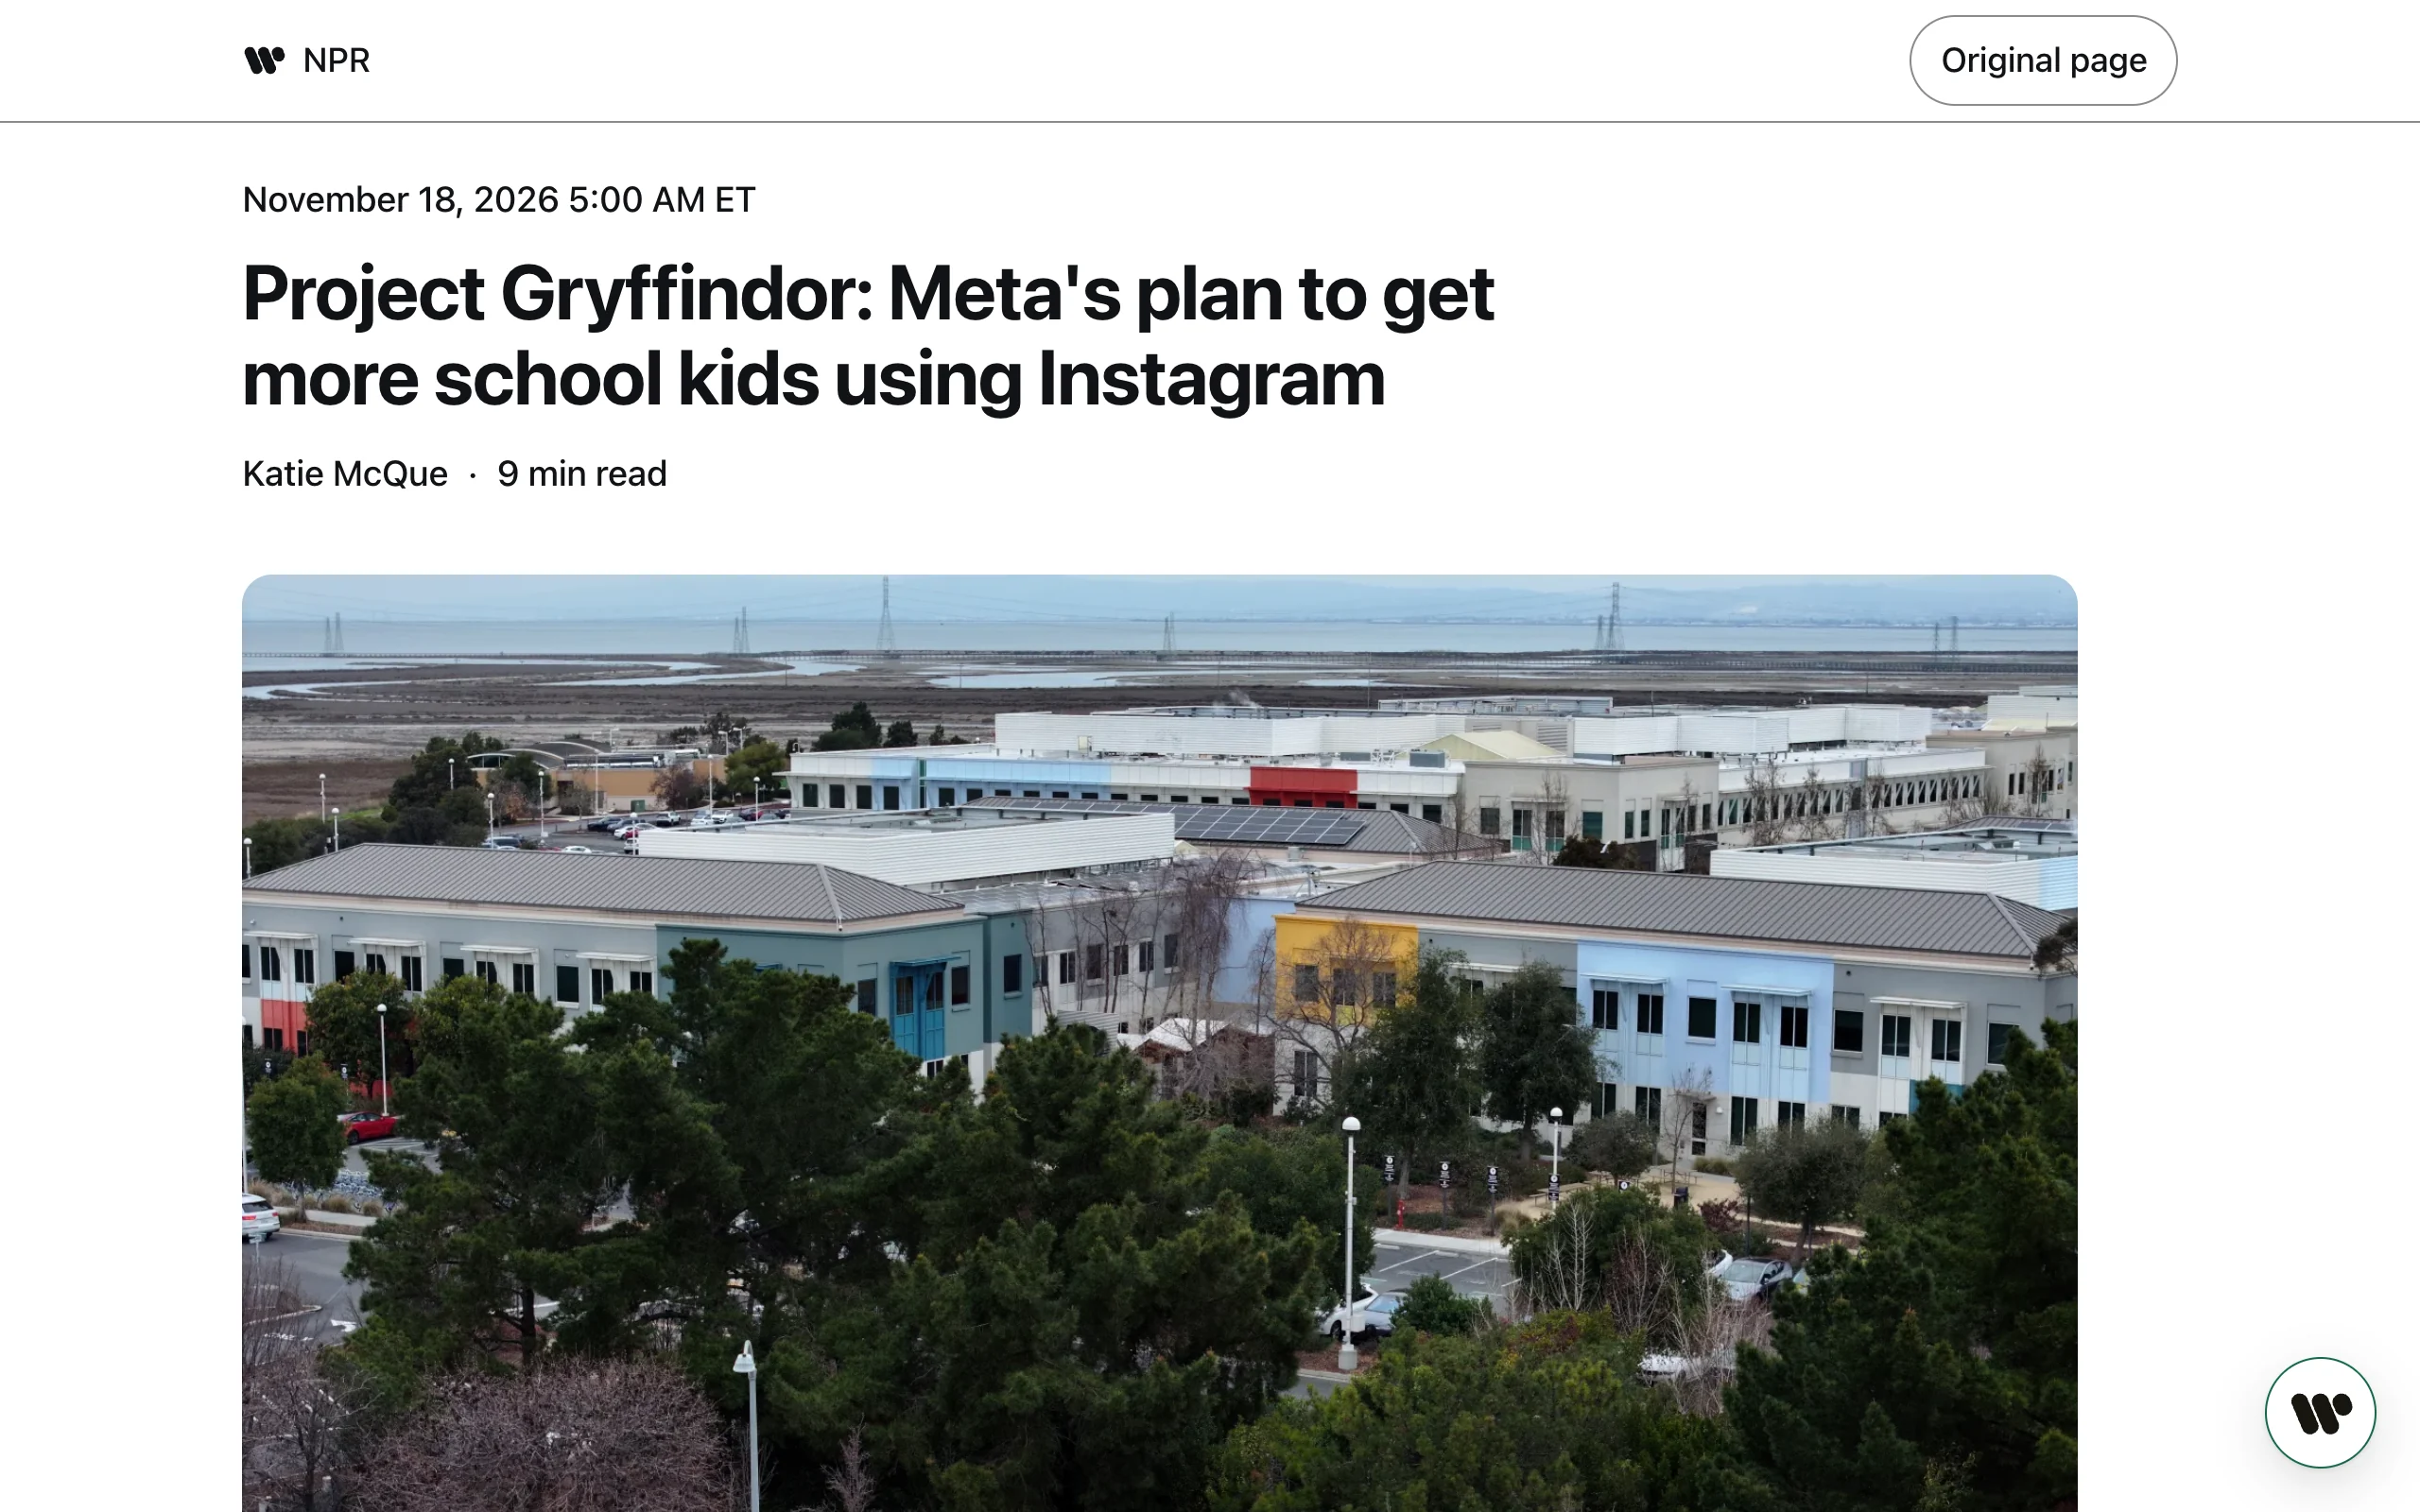 NPR
Original page
November 18, 2026 5:00 AM ET
Project Gryffindor: Meta's plan to get
more school kids using Instagram
Katie McQue · 9 min read